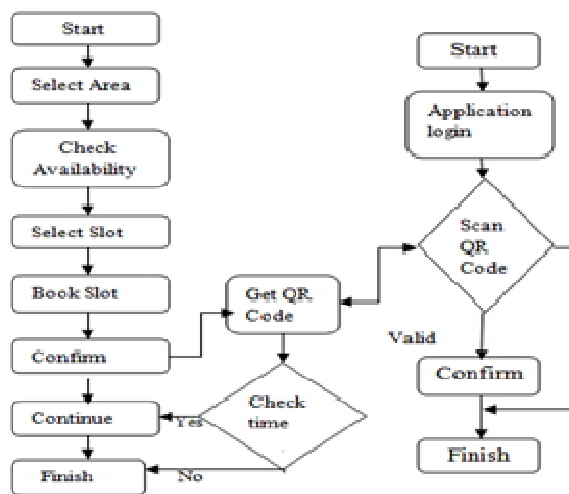 Start
Select Area
Check
Availability
Select Slot
Book Slot
Confirm
Continue
Finish
Get QR
Code
Check
time
Yes
No
Start
Application
login
Scan
QR
Code
Valid
Confirm
Finish